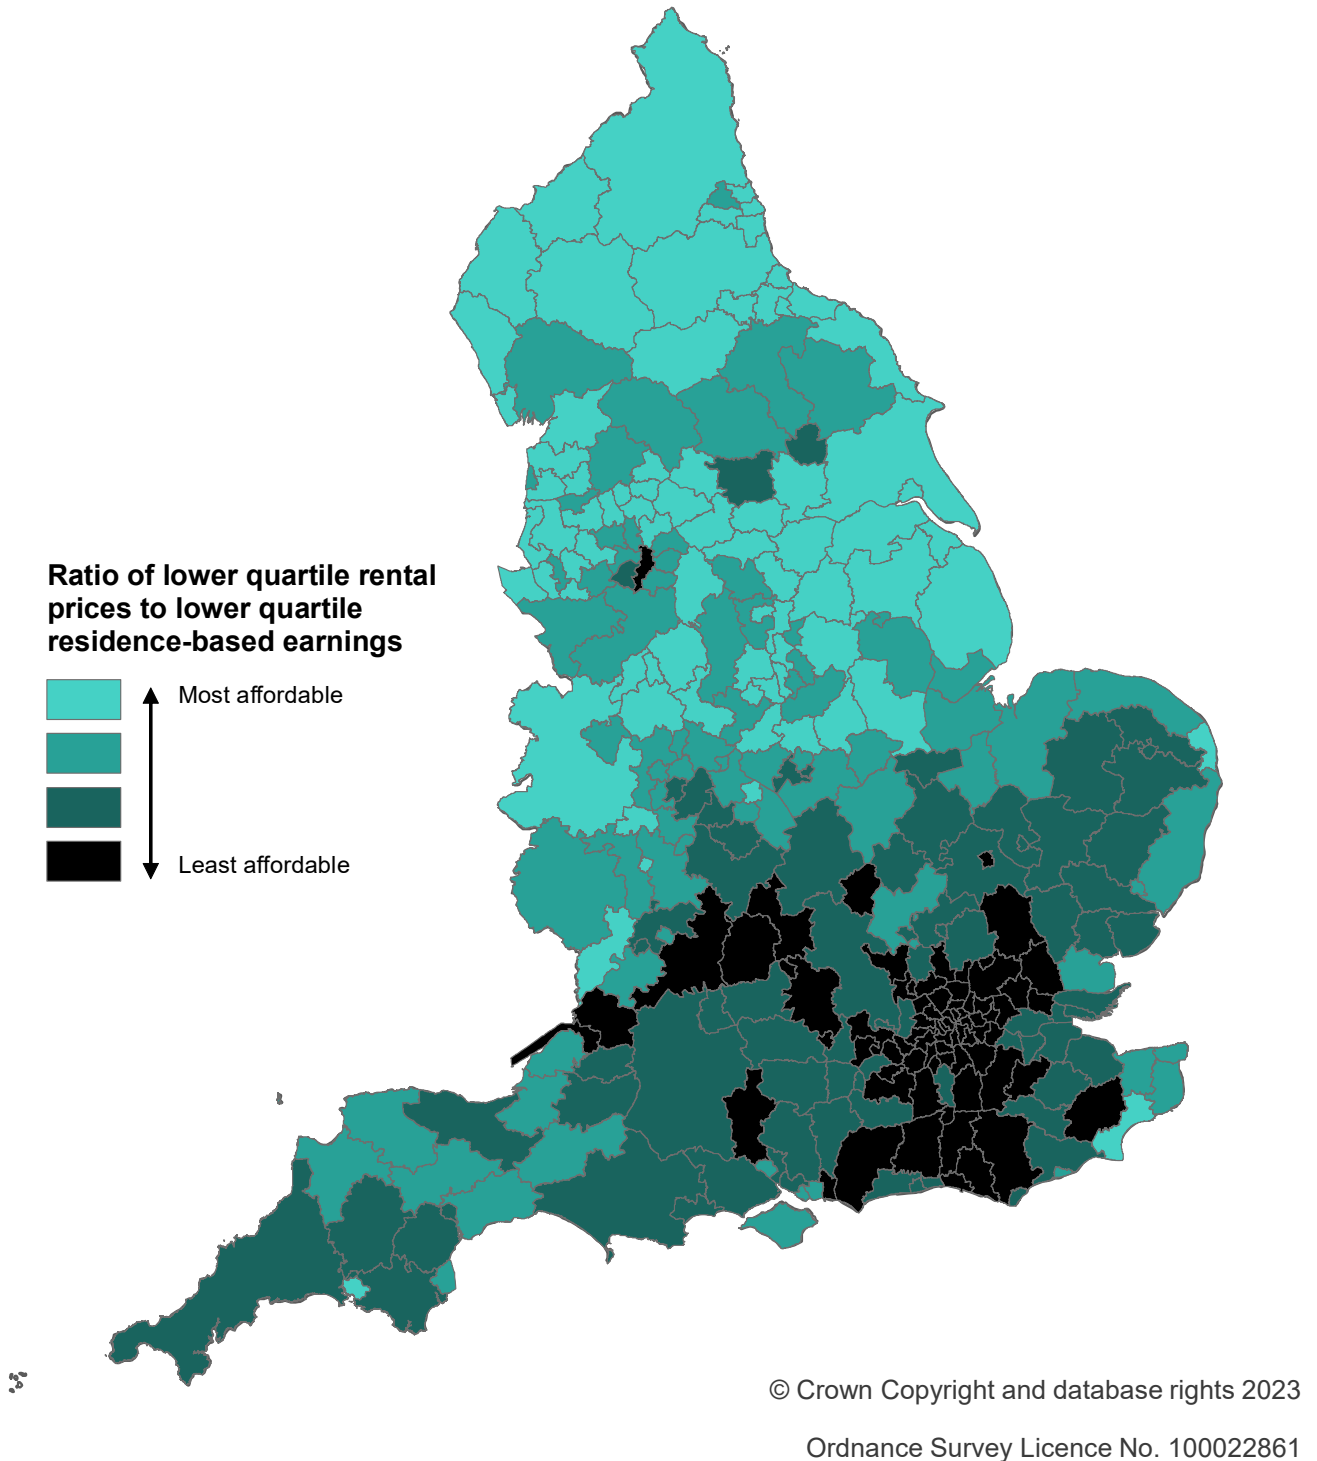 Ratio of lower quartile rental
prices to lower quartile
residence-based earnings
Most affordable
Least affordable
© Crown Copyright and database rights 2023
Ordnance Survey Licence No. 100022861